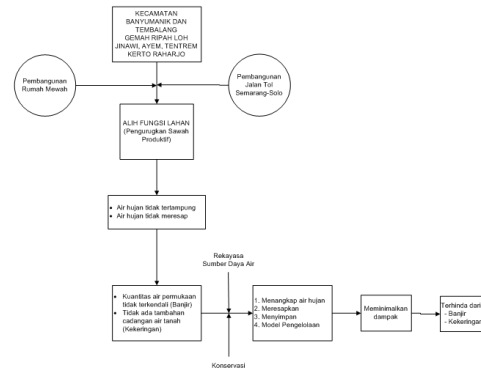 KECAMATAN
BANYUMANIK DAN
TEMBALANG
GEMAH RIPAH LOH
JINAWI, AYEM, TENTREM
KERTO RAHARJO
Pembangunan
Rumah Mewah
Pembangunan
Jalan Tol
Semarang-Solo
ALIH FUNGSI LAHAN
(Pengurugkan Sawah
Produktif)
• Air hujan tidak tertampung
• Air hujan tidak meresap
Rekayasa
Sumber Daya Air
• Kuantitas air permukaan
tidak terkendali (Banjir)
• Tidak ada tambahan
cadangan air tanah
(Kekeringan)
1. Menangkap air hujan
2. Meresapkan
3. Menyimpan
4. Model Pengelolaan
Meminimalkan
dampak
Terhinda dari
- Banjir
- Kekeringan
Konservasi